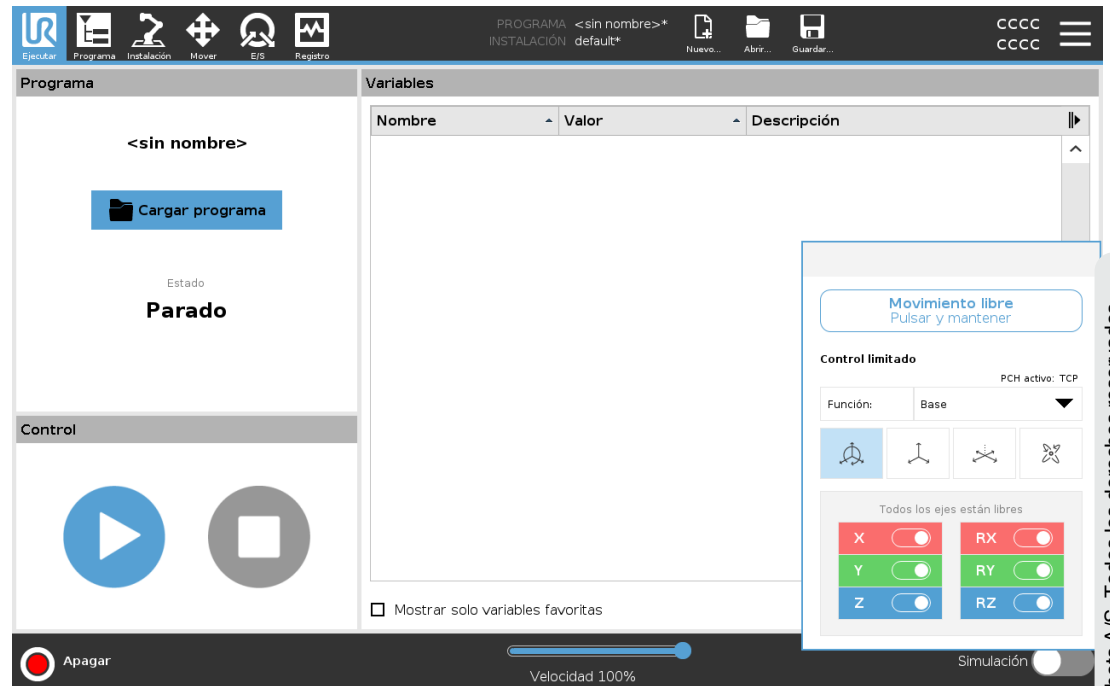 UR
Ejecutar
Programa
Instalación
Mover
E/S
Registro
PROGRAMA <sin nombre>*
INSTALACIÓN default*
Nuevo...
Abrir...
Guardar...
CCCC
CCCC
Programa
<sin nombre>
Cargar programa
Estado
Parado
Control
Variables
Nombre
Valor
Descripción
Mostrar solo variables favoritas
Movimiento libre
Pulsar y mantener
Control limitado
PCH activo: TCP
Función:
Base
Todos los ejes están libres
X
RX
Y
RY
Z
RZ
Apagar
Velocidad 100%
Simulación